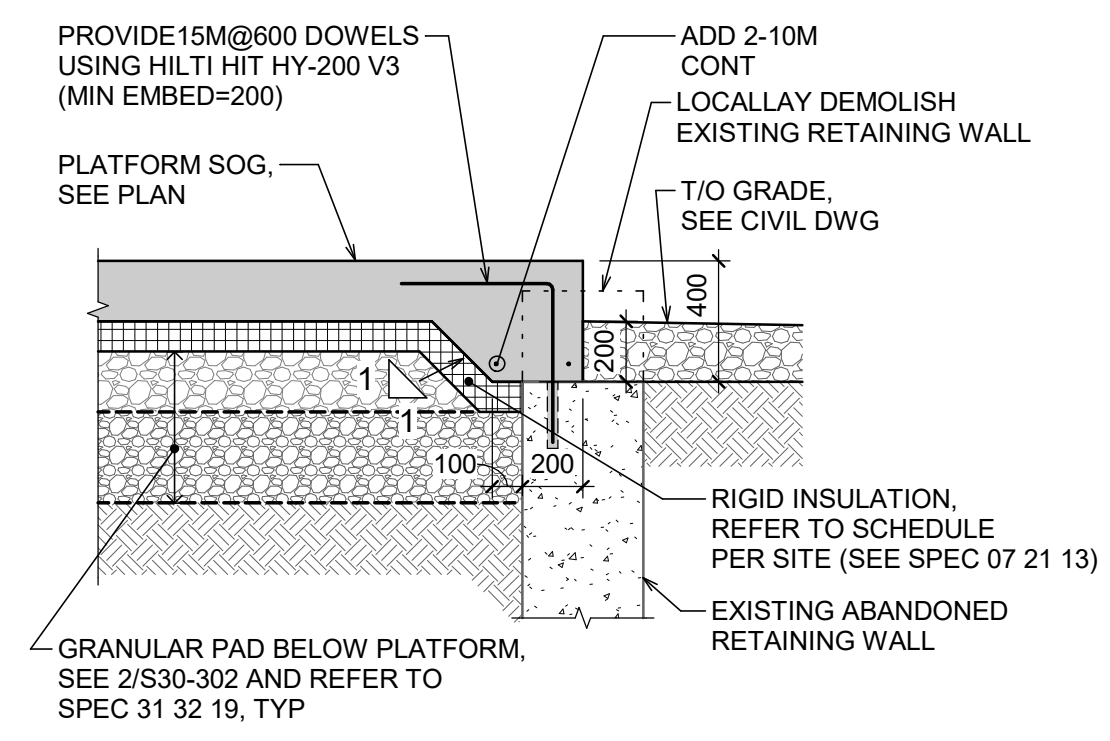 PROVIDE15M@600 DOWELS
USING HILTI HIT HY-200 V3
(MIN EMBED=200)
ADD 2-10M
CONT
LOCALLAY DEMOLISH
EXISTING RETAINING WALL
PLATFORM SOG,
SEE PLAN
T/O GRADE,
SEE CIVIL DWG
400
200
1
1
100
200
RIGID INSULATION,
REFER TO SCHEDULE
PER SITE (SEE SPEC 07 21 13)
EXISTING ABANDONED
RETAINING WALL
GRANULAR PAD BELOW PLATFORM,
SEE 2/S30-302 AND REFER TO
SPEC 31 32 19, TYP